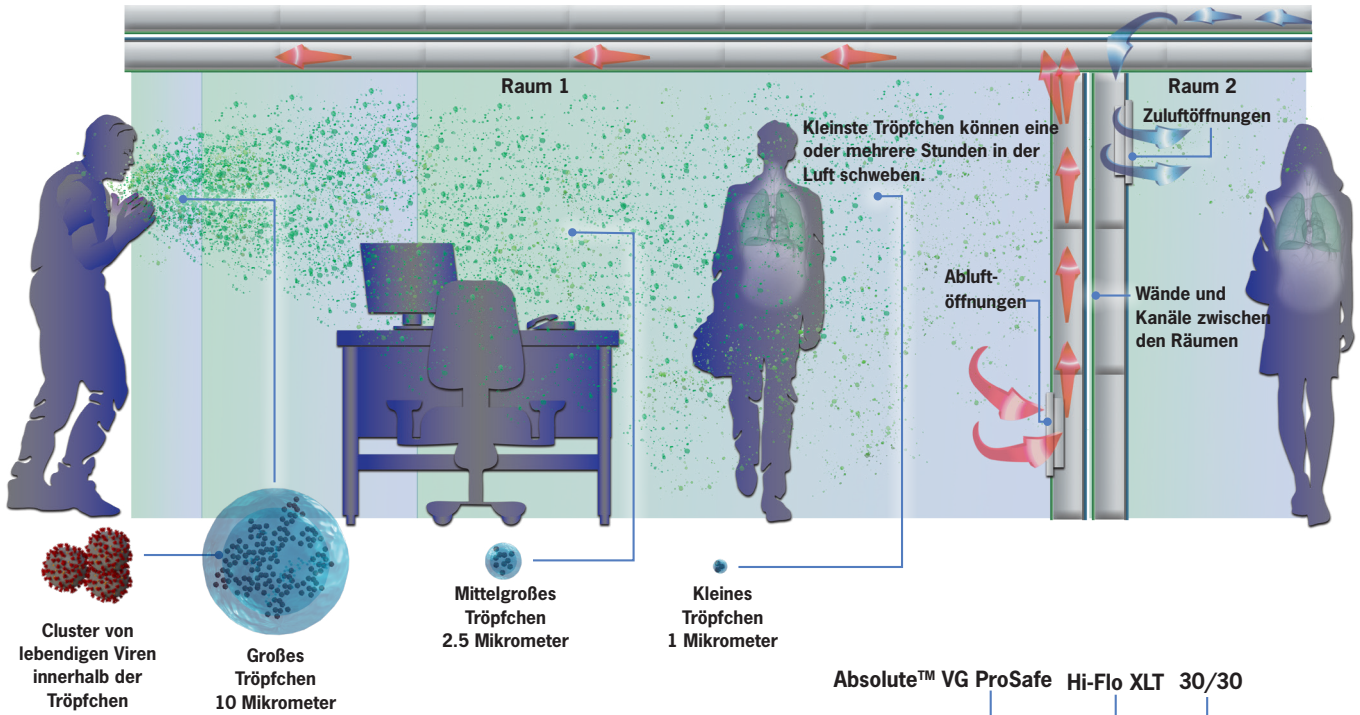 Raum 1
Raum 2
Zuluftöffnungen
Kleinste Tröpfchen können eine
oder mehrere Stunden in der
Luft schweben.
Abluft-
öffnungen
Wände und
Kanäle zwischen
den Räumen
Cluster von
lebendigen Viren
innerhalb der
Tröpfchen
Großes
Tröpfchen
10 Mikrometer
Mittelgroßes
Tröpfchen
2.5 Mikrometer
Kleines
Tröpfchen
1 Mikrometer
Absolute™ VG ProSafe Hi-Flo XLT 30/30